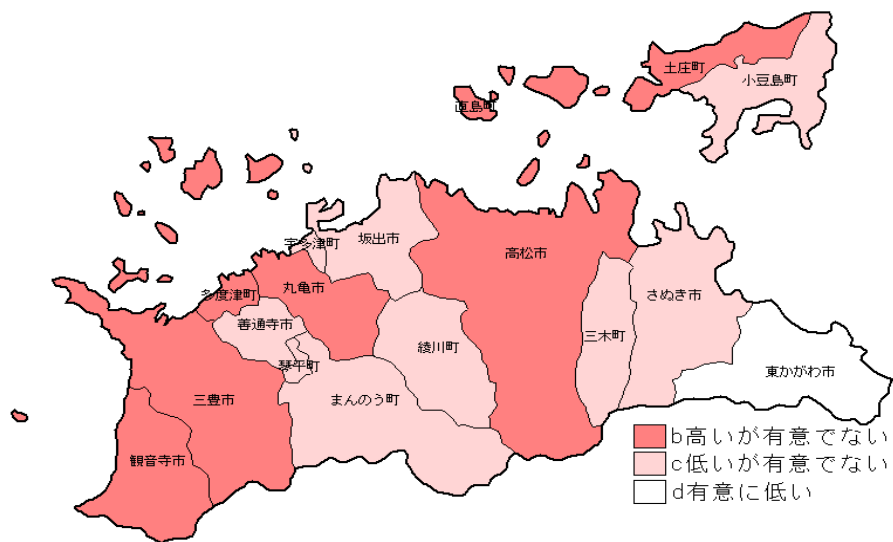 土庄町
小豆島町
直島町
宇多津町
坂出市
高松市
多度津町
丸亀市
さぬき市
善通寺市
綾川町
三木町
琴平町
東かがわ市
三豊市
まんのう町
観音寺市
b高いが有意でない
c低いが有意でない
d有意に低い